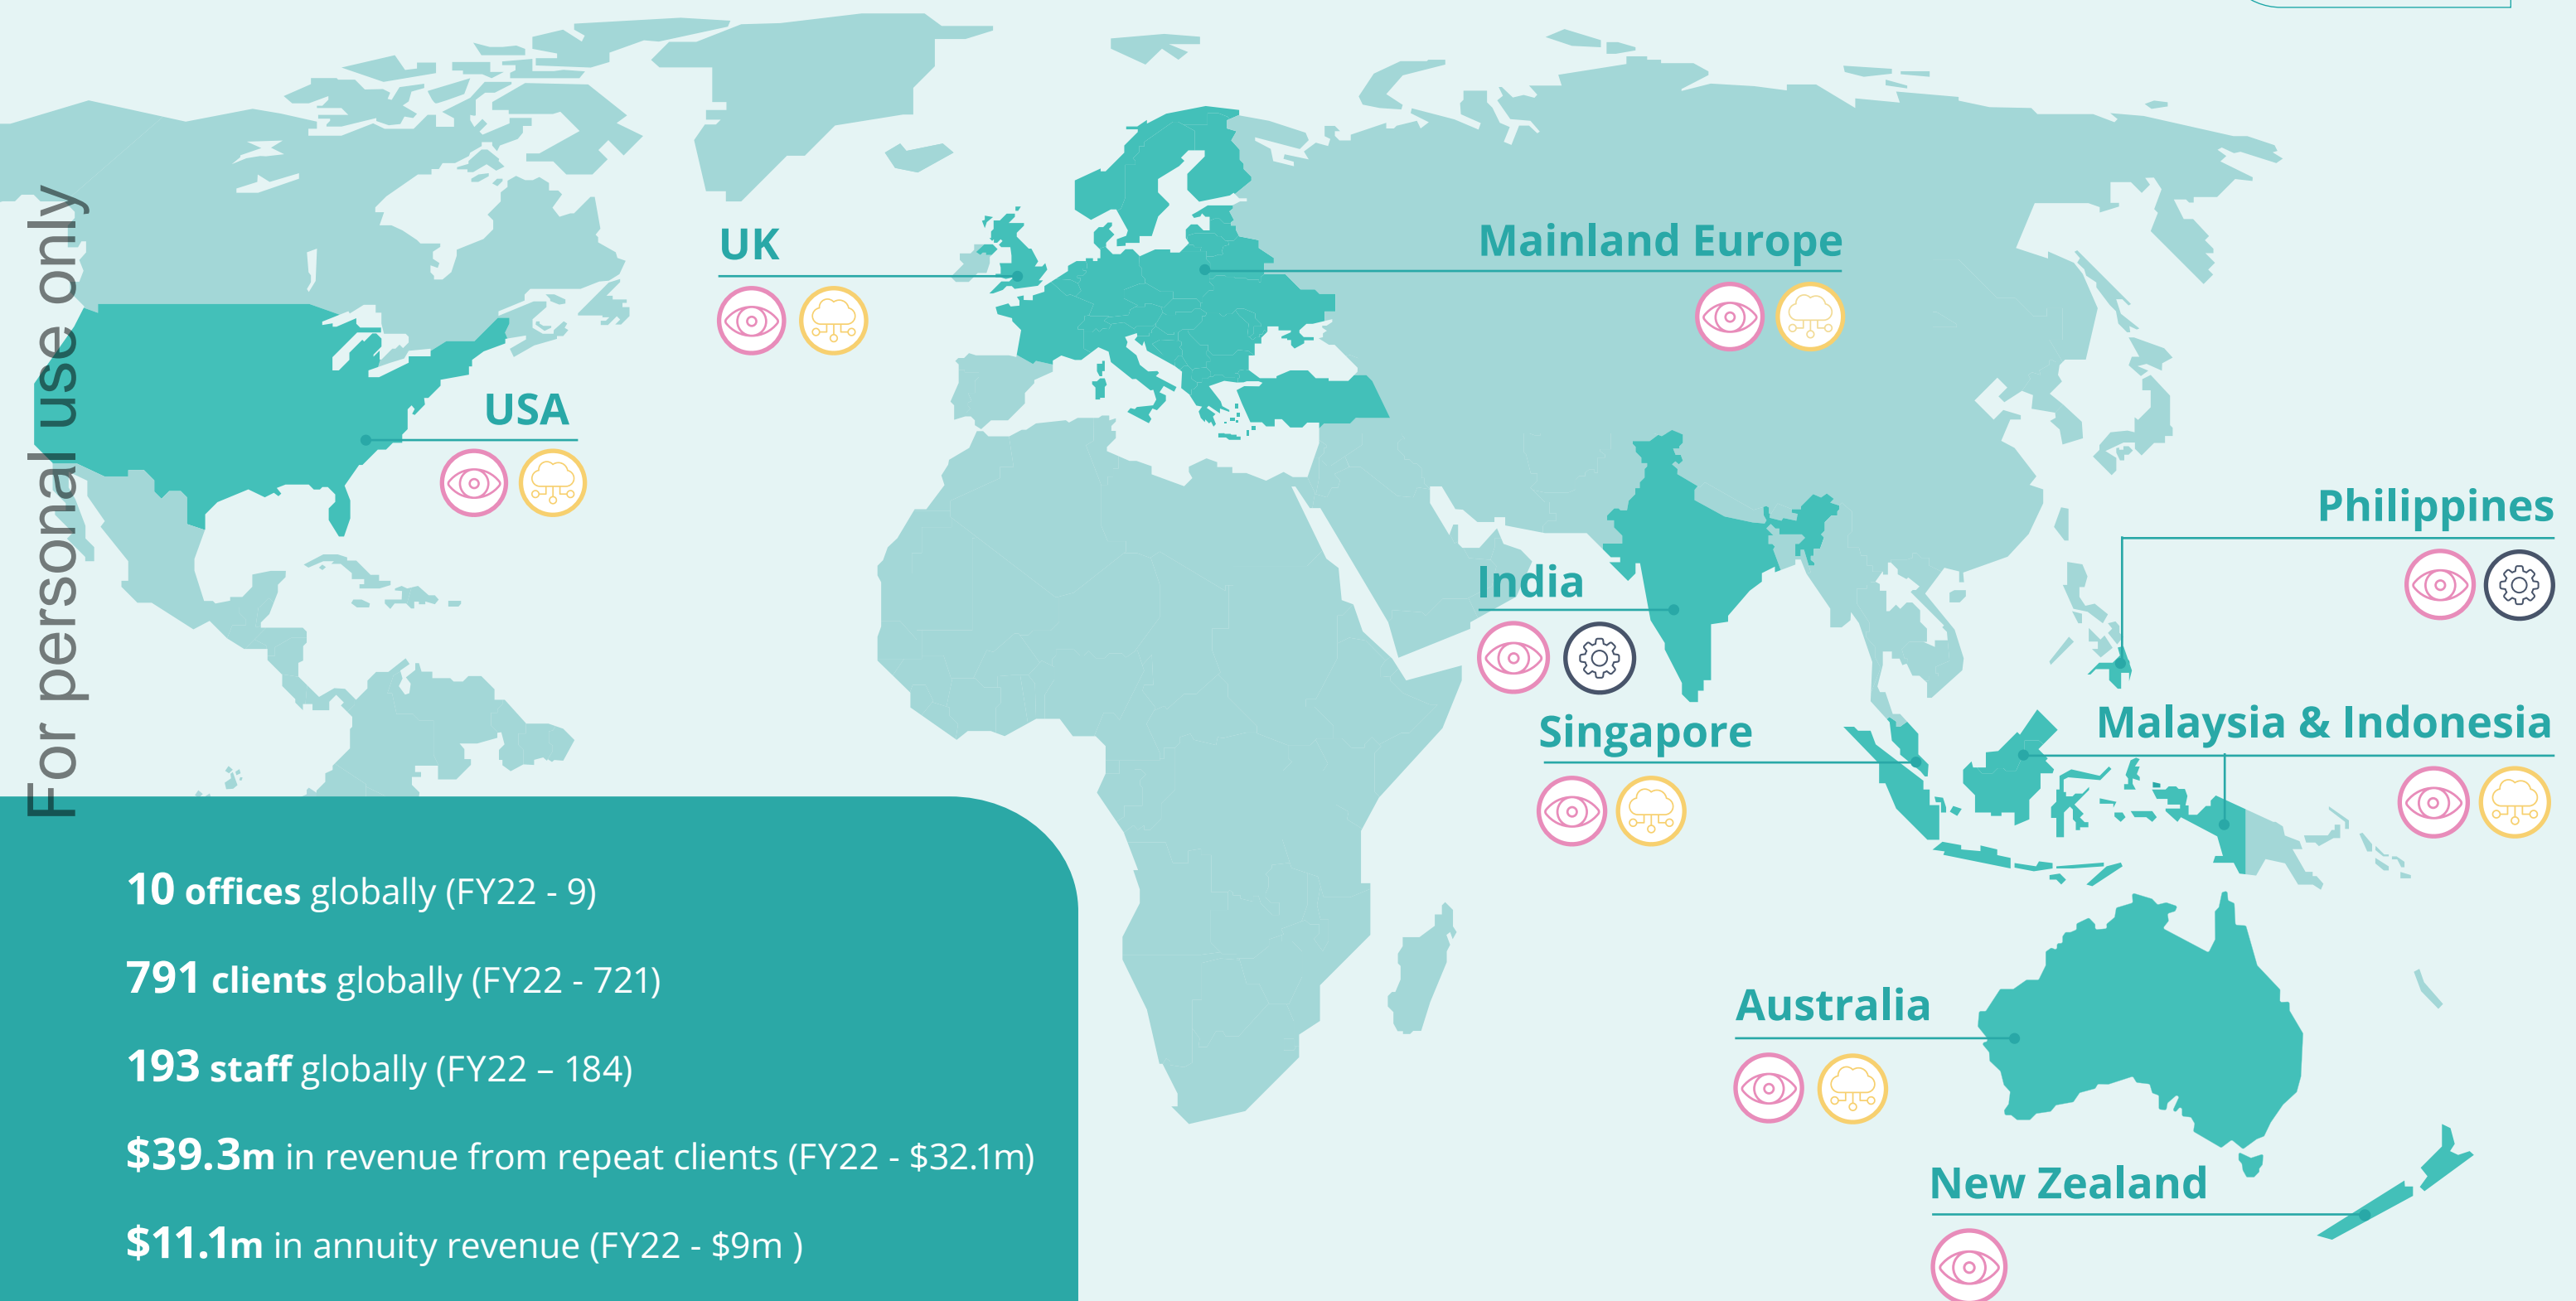 For personal use only
UK
Mainland Europe
USA
Philippines
India
Singapore
Malaysia & Indonesia
Australia
New Zealand
10 offices globally (FY22 - 9)
791 clients globally (FY22 - 721)
193 staff globally (FY22 – 184)
$39.3m in revenue from repeat clients (FY22 - $32.1m)
$11.1m in annuity revenue (FY22 - $9m )